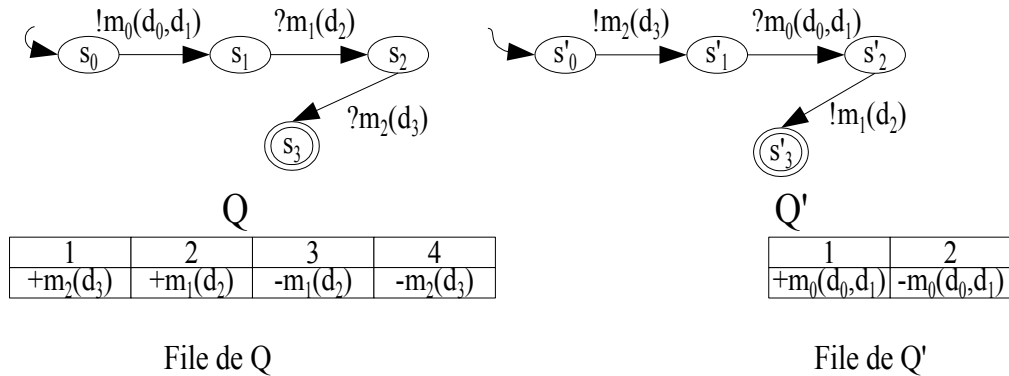 !m₀(d₀,d₁) ?m₁(d₂) !m₂(d₃) ?m₀(d₀,d₁)
s₀ s₁ s₂ s'₀ s'₁ s'₂
?m₂(d₃) !m₁(d₂)
s₃ s'₃
Q Q'
1 2 3 4 1 2
+m₂(d₃) +m₁(d₂) -m₁(d₂) -m₂(d₃) +m₀(d₀,d₁) -m₀(d₀,d₁)
File de Q File de Q'